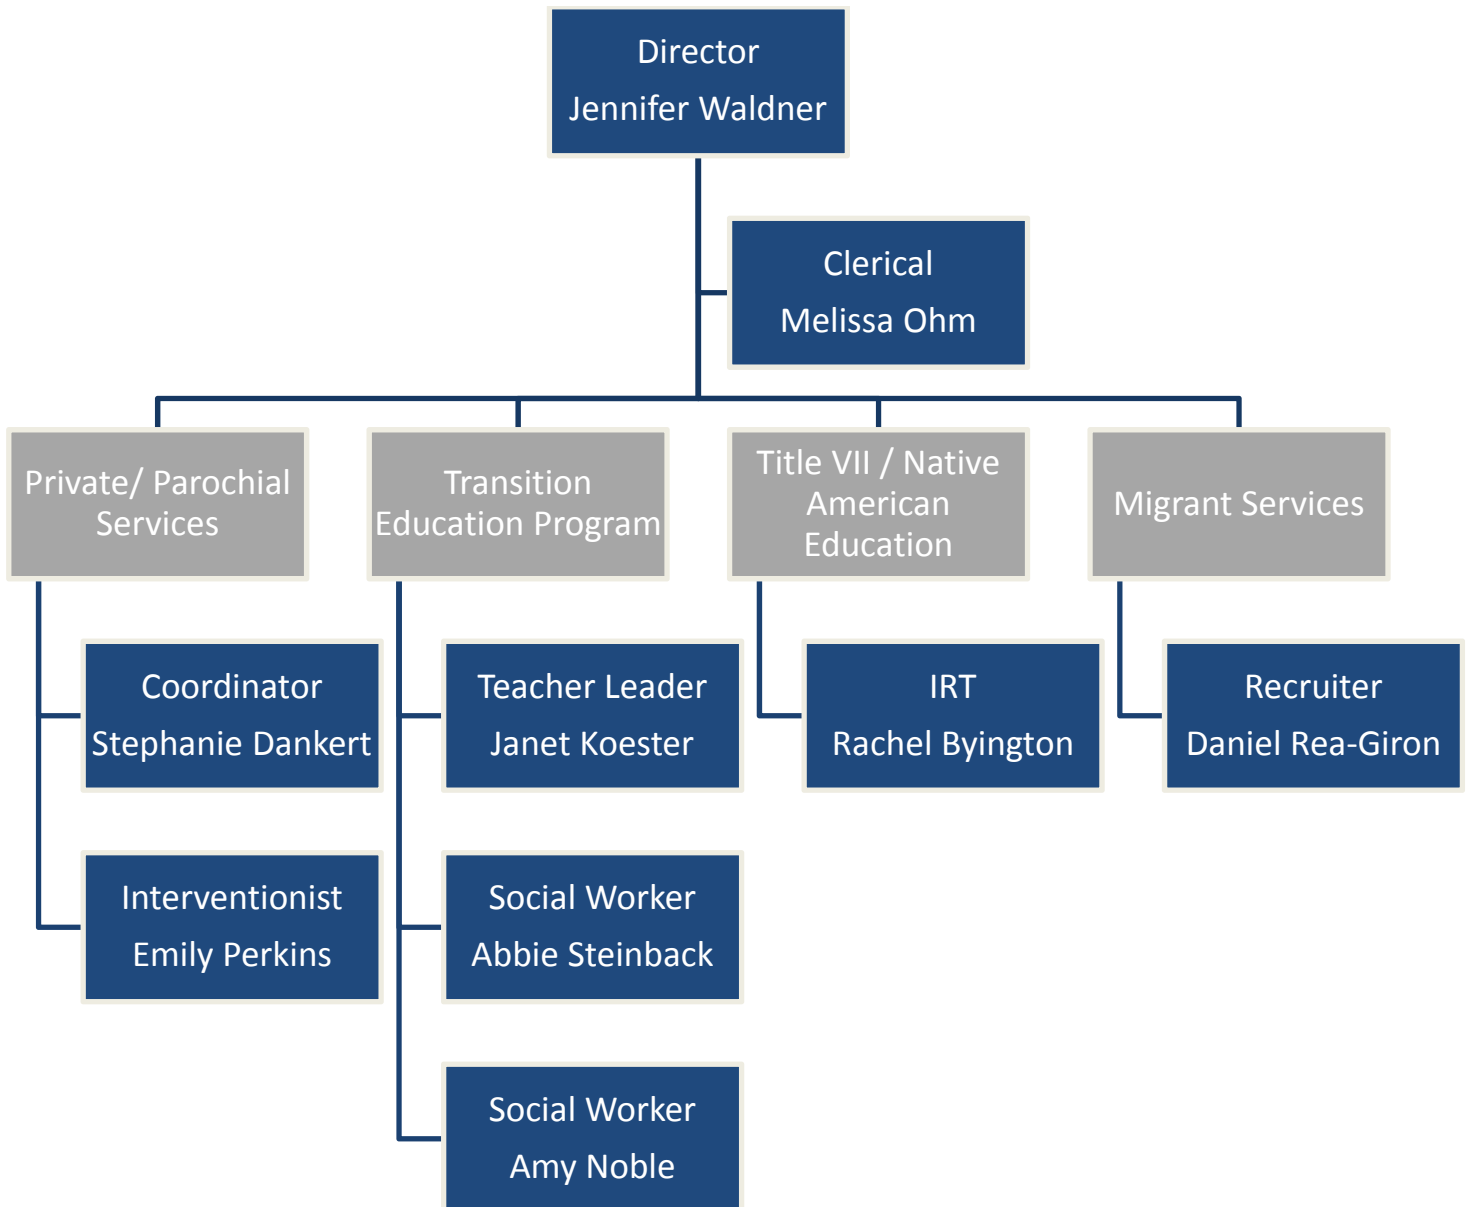 Director
Jennifer Waldner
Clerical
Melissa Ohm
Private/ Parochial
Services
Transition
Education Program
Title VII / Native
American
Education
Migrant Services
Coordinator
Stephanie Dankert
Teacher Leader
Janet Koester
IRT
Rachel Byington
Recruiter
Daniel Rea-Giron
Interventionist
Emily Perkins
Social Worker
Abbie Steinback
Social Worker
Amy Noble